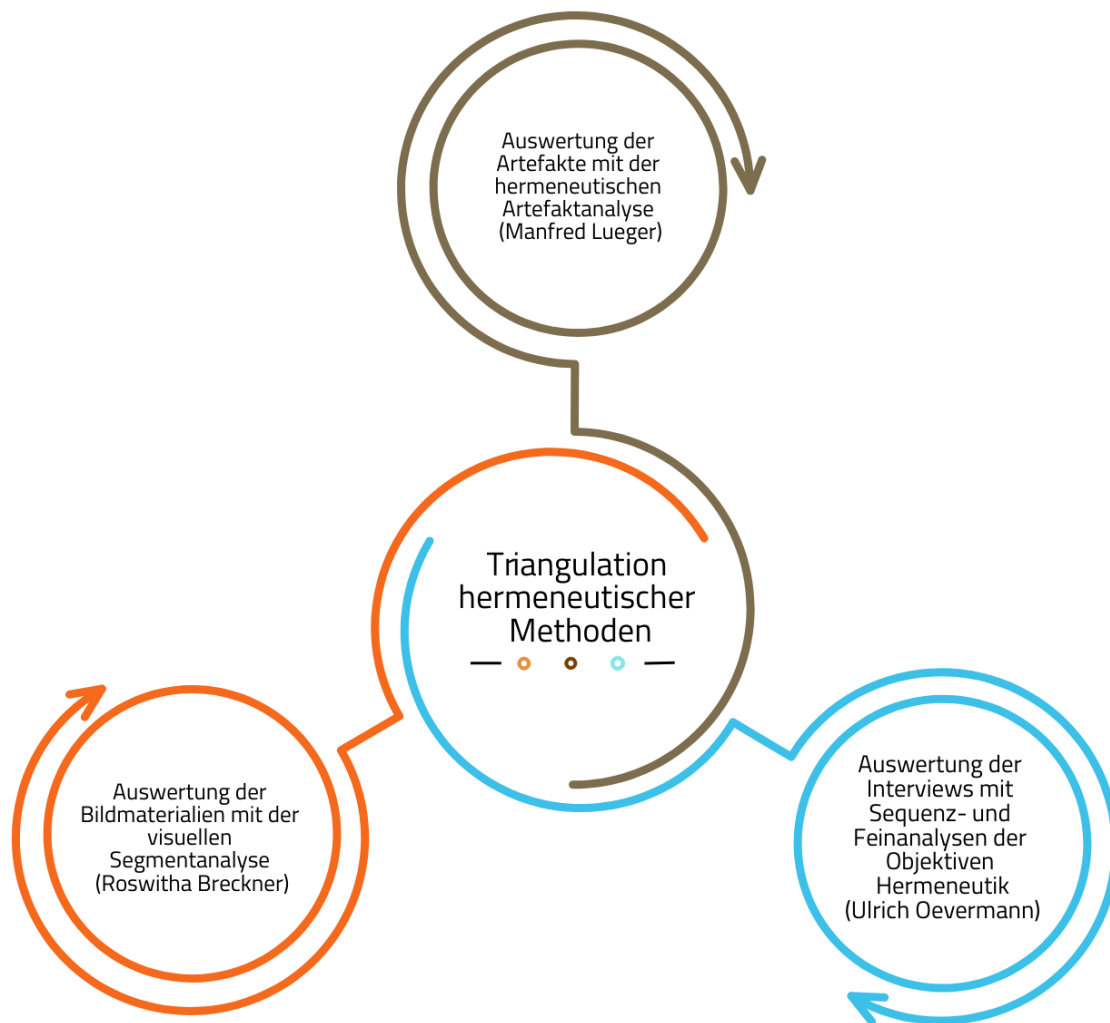 Auswertung der
Artefakte mit der
hermeneutischen
Artefaktanalyse
(Manfred Lueger)
Triangulation
hermeneutischer
Methoden
Auswertung der
Bildmaterialien mit der
visuellen
Segmentanalyse
(Roswitha Breckner)
Auswertung der
Interviews mit
Sequenz- und
Feinanalysen der
Objektiven
Hermeneutik
(Ulrich Oevermann)